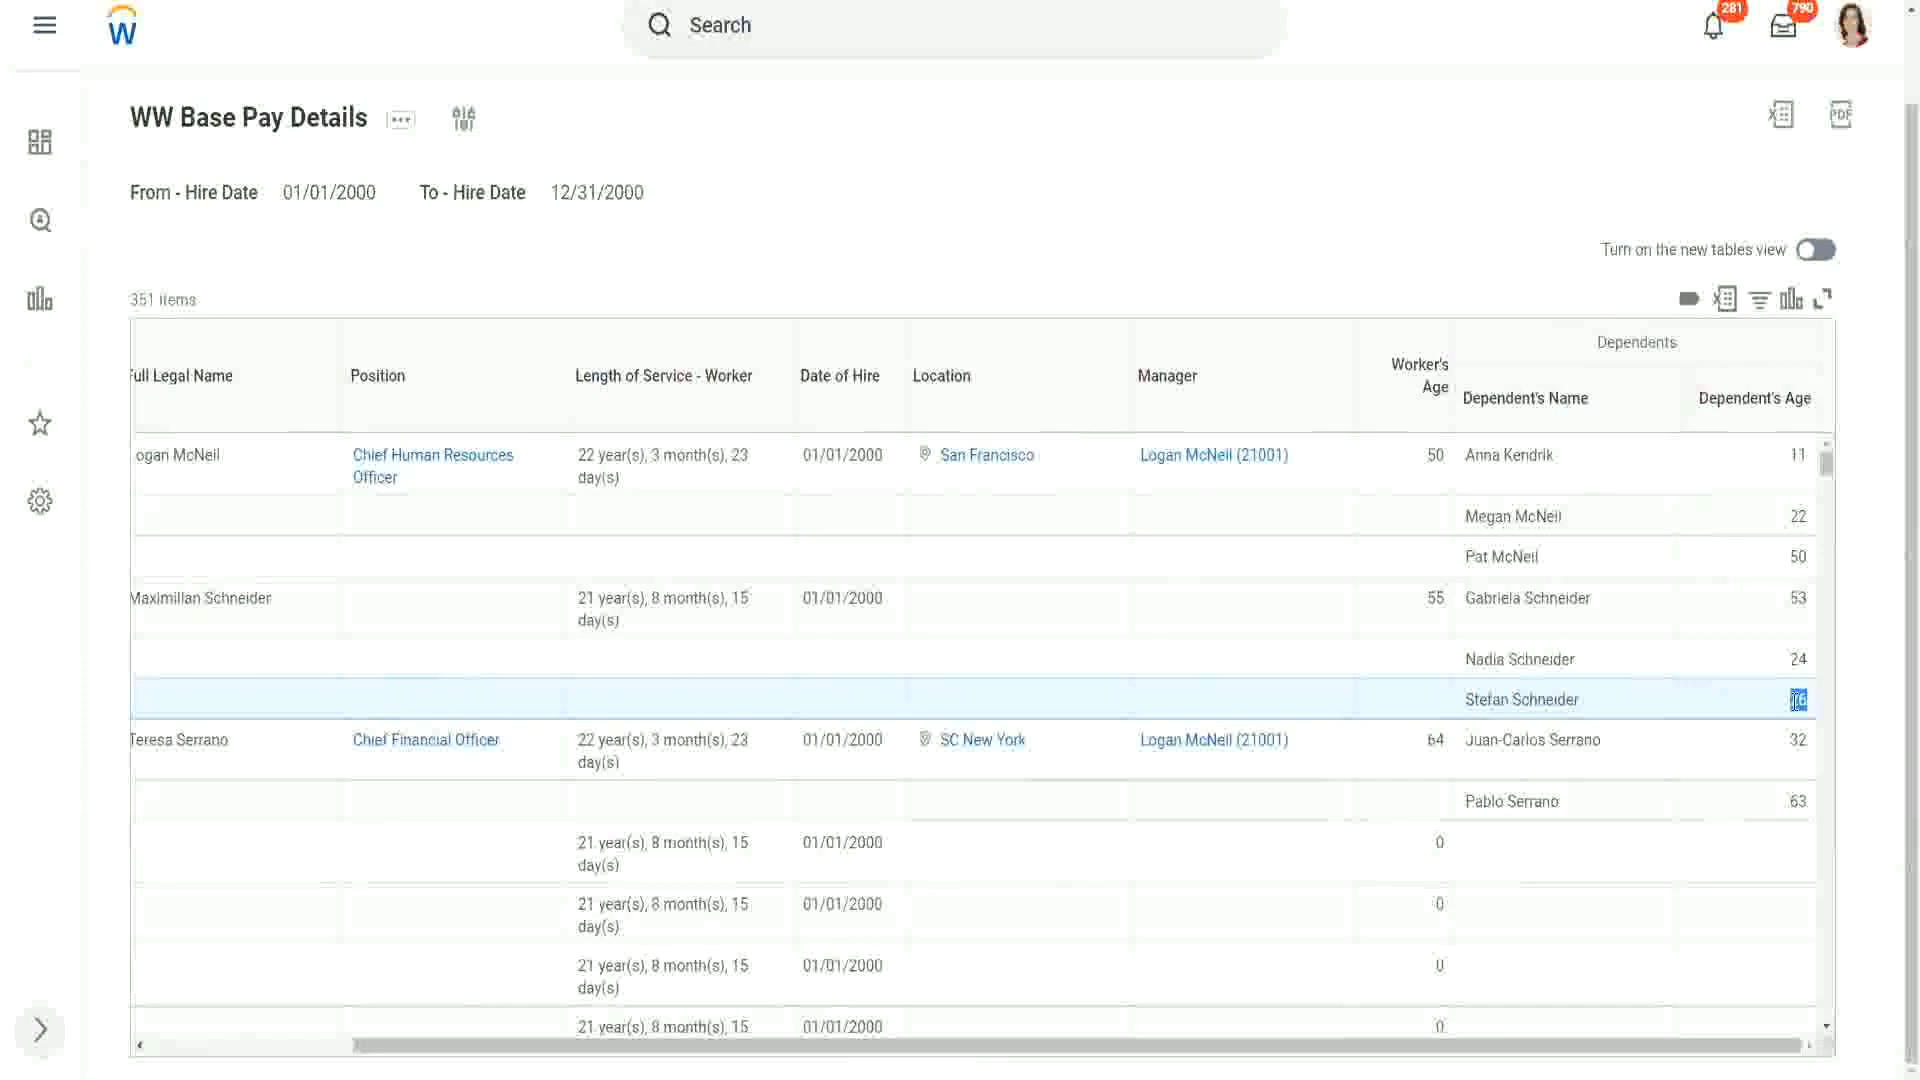 W
Search
281
790
WW Base Pay Details
PDF
From - Hire Date 01/01/2000 To - Hire Date 12/31/2000
Turn on the new tables view
351 items
Full Legal Name Position Length of Service - Worker Date of Hire Location Manager Worker's Age Dependents
Dependent's Name Dependent's Age
ogan McNeil Chief Human Resources Officer 22 year(s), 3 month(s), 23 day(s) 01/01/2000 San Francisco Logan McNeil (21001) 50 Anna Kendrik 11
Megan McNeil 22
Pat McNeil 50
Maximilian Schneider 21 year(s), 8 month(s), 15 day(s) 01/01/2000 55 Gabriela Schneider 53
Nadia Schneider 24
Stefan Schneider
Teresa Serrano Chief Financial Officer 22 year(s), 3 month(s), 23 day(s) 01/01/2000 SC New York Logan McNeil (21001) 64 Juan-Carlos Serrano 32
Pablo Serrano 63
21 year(s), 8 month(s), 15 day(s) 01/01/2000 0
21 year(s), 8 month(s), 15 day(s) 01/01/2000 0
21 year(s), 8 month(s), 15 day(s) 01/01/2000 0
21 year(s), 8 month(s), 15 01/01/2000 0